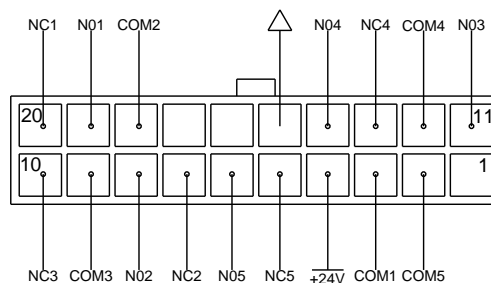 NC1 N01 COM2 N04 NC4 COM4 N03
20 11
10 1
NC3 COM3 N02 NC2 N05 NC5 +24V COM1 COM5